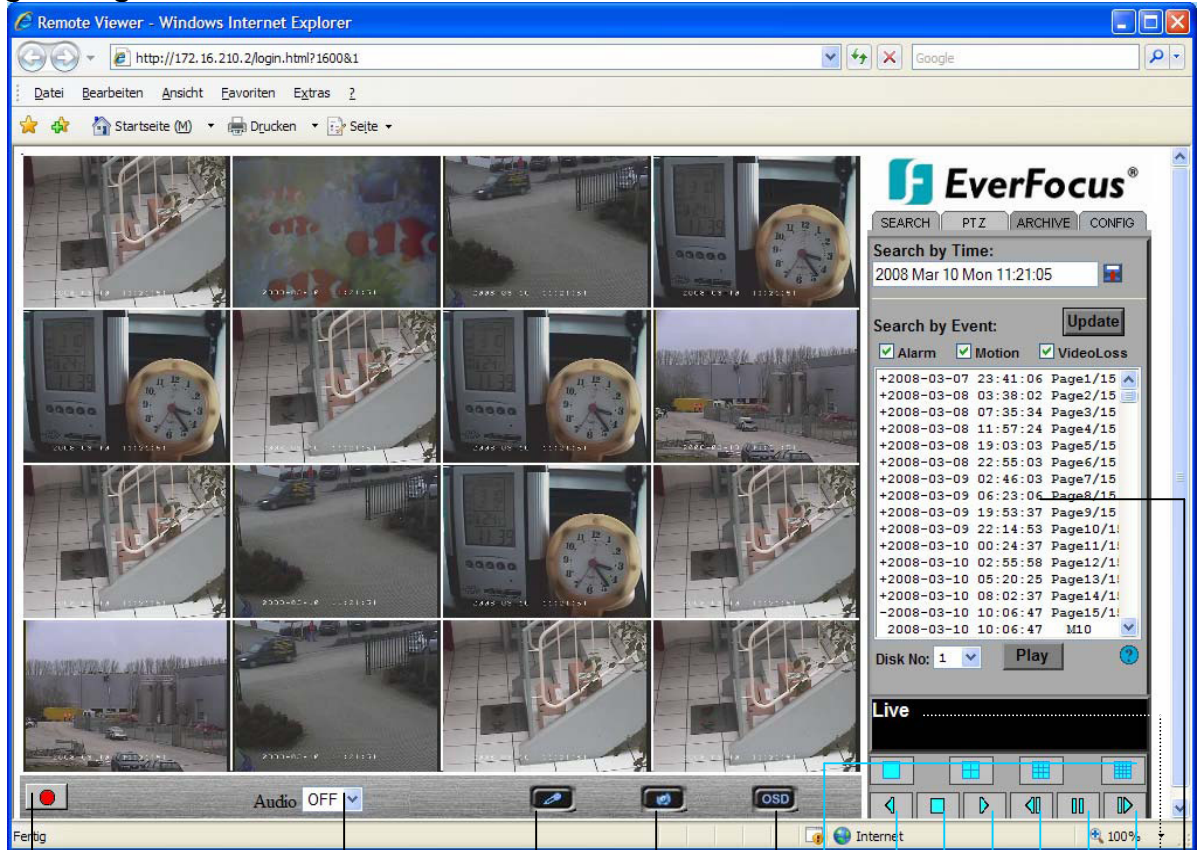 Remote Viewer - Windows Internet Explorer
http://172.16.210.2/login.html?1600&1
Google
Datei Bearbeiten Ansicht Favoriten Extras ?
Startseite (M) Drucken Seite
EverFocus®
SEARCH PTZ ARCHIVE CONFIG
Search by Time:
2008 Mar 10 Mon 11:21:05
Search by Event: Update
Alarm Motion VideoLoss
+2008-03-07 23:41:06 Page1/15
+2008-03-08 03:38:02 Page2/15
+2008-03-08 07:35:34 Page3/15
+2008-03-08 11:57:24 Page4/15
+2008-03-08 19:03:03 Page5/15
+2008-03-08 22:55:03 Page6/15
+2008-03-09 02:46:03 Page7/15
+2008-03-09 06:23:06 Page8/15
+2008-03-09 19:53:37 Page9/15
+2008-03-09 22:14:53 Page10/1
+2008-03-10 00:24:37 Page11/1
+2008-03-10 02:55:58 Page12/1
+2008-03-10 05:20:25 Page13/1
+2008-03-10 08:02:37 Page14/1
-2008-03-10 10:06:47 Page15/1
2008-03-10 10:06:47 M10
Disk No: 1 Play ?
Live
Audio OFF OSD
Fertig Internet 100%